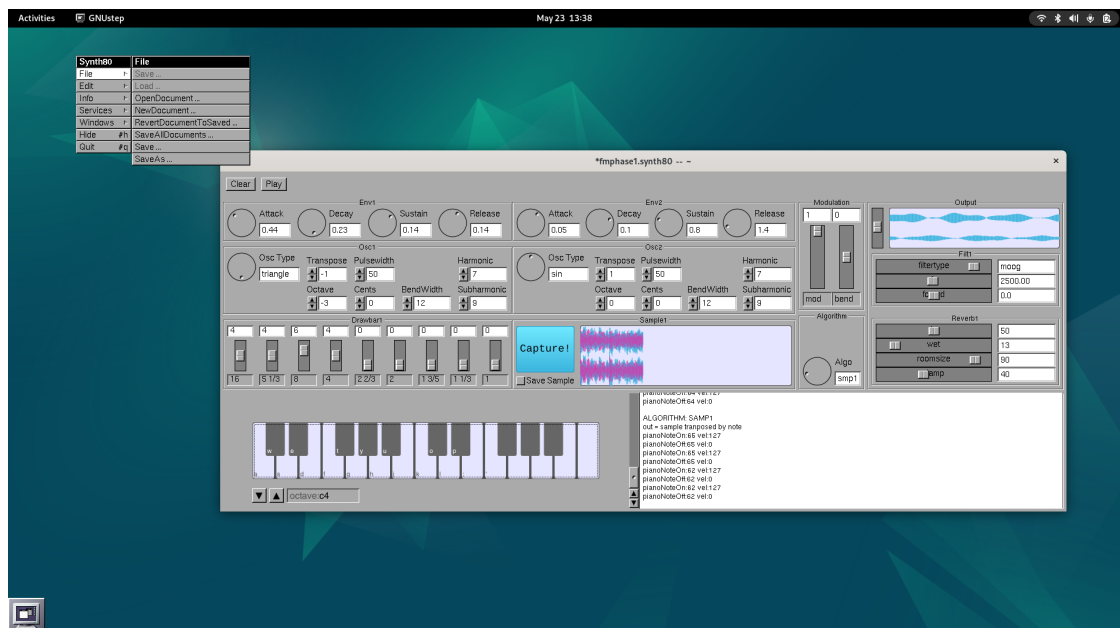 Activities GNUstep May 23 13:38
Synth80 File
File Save ...
Edit Load ...
Info OpenDocument ...
Services NewDocument ...
Windows RevertDocumentToSaved ...
Hide #h SaveAllDocuments ...
Quit #q Save ...
SaveAs ...
*fmphase1.synth80 -- ~
Clear Play
Env1 Env2 Modulation Output
Attack Decay Sustain Release Attack Decay Sustain Release 1 0
0.44 0.23 0.14 0.14 0.05 0.1 0.8 1.4
Osc1 Osc2
Osc Type Transpose Pulsewidth Harmonic Osc Type Transpose Pulsewidth Harmonic
triangle -1 50 7 sin 1 50 7
Octave Cents BendWidth Subharmonic Octave Cents BendWidth Subharmonic
-3 0 12 9 0 0 12 9
mod bend
Filt1
filtertype moog
2500.00
0.0
Drawbar1 Sample1 Algorithm Reverb1
4 4 6 4 0 0 0 0 0
16 5 1/3 8 4 2 2/3 2 1 3/5 1 1/3 1
Capture!
Save Sample
Algo
smp1
50
wet 13
roomsize 90
40
w e t y u o p
a s d f g h j k l ; '
octave:c4
pianoNoteOn:64 vel:127
pianoNoteOff:64 vel:0
ALGORITHM: SAMP1
out = sample tranposed by note
pianoNoteOn:65 vel:127
pianoNoteOff:65 vel:0
pianoNoteOn:65 vel:127
pianoNoteOff:65 vel:0
pianoNoteOn:62 vel:127
pianoNoteOff:62 vel:0
pianoNoteOn:62 vel:127
pianoNoteOff:62 vel:0